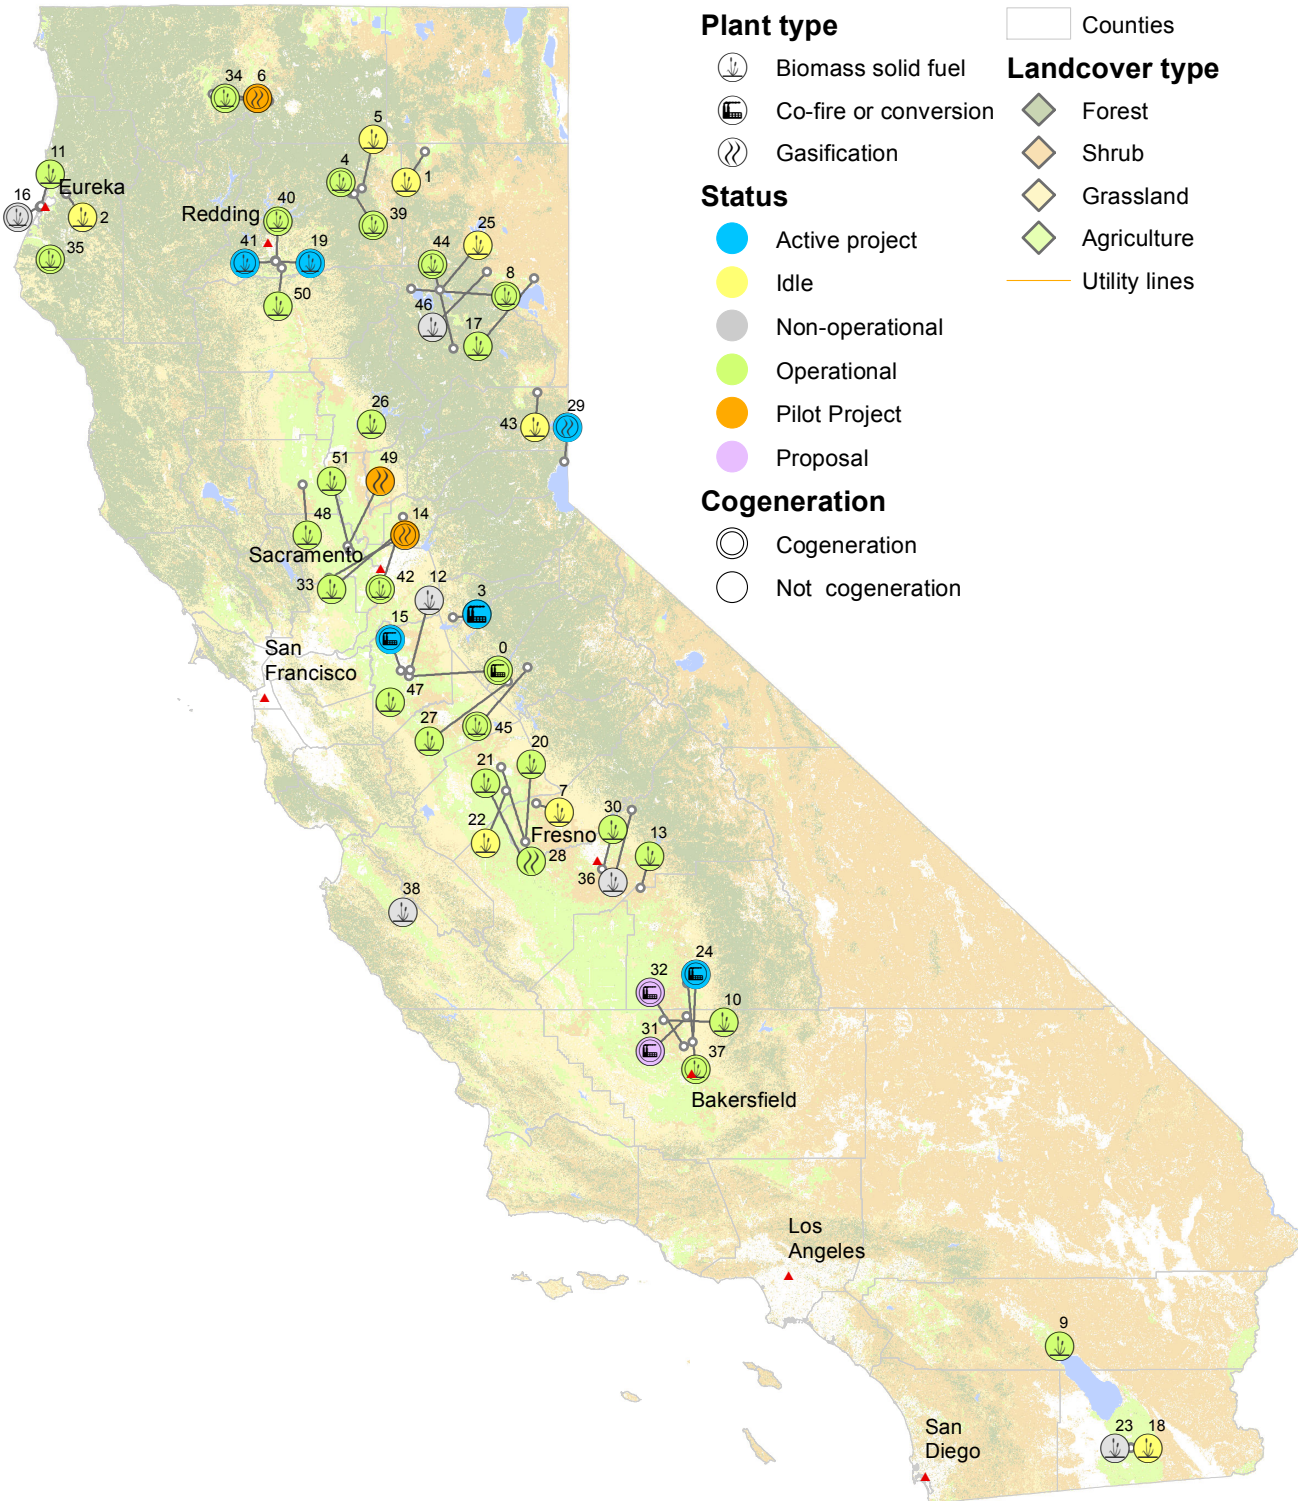 Plant type
Biomass solid fuel
Co-fire or conversion
Gasification
Status
Active project
Idle
Non-operational
Operational
Pilot Project
Proposal
Cogeneration
Cogeneration
Not cogeneration
Counties
Landcover type
Forest
Shrub
Grassland
Agriculture
Utility lines
34
6
5
11
4
1
16
Eureka
2
40
Redding
39
25
41
19
44
35
8
50
46
17
26
43
29
51
49
48
14
Sacramento
33
42
12
3
15
0
San
Francisco
47
27
45
20
21
7
22
30
Fresno
28
13
36
38
24
32
10
31
37
Bakersfield
Los
Angeles
9
San
Diego
23
18